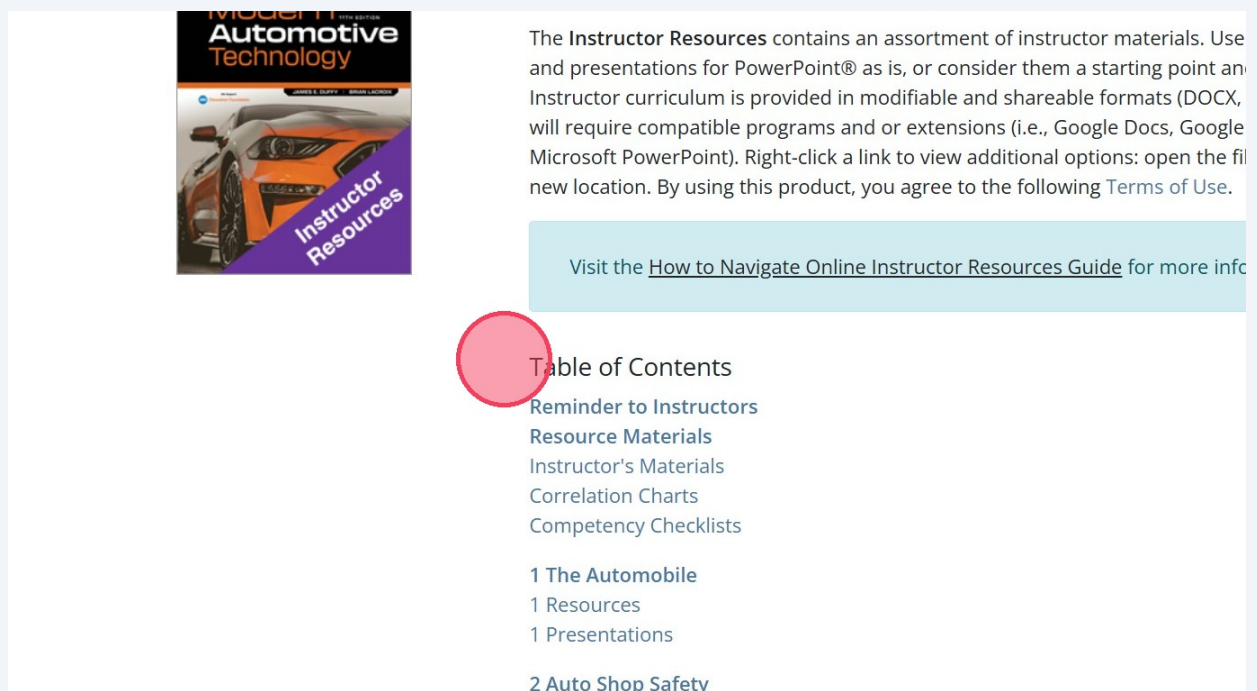 Modern
11TH EDITION
Automotive
Technology
JAMES E. DUFFY | BRIAN LACROIX
Instructor
Resources
The Instructor Resources contains an assortment of instructor materials. Use
and presentations for PowerPoint® as is, or consider them a starting point an
Instructor curriculum is provided in modifiable and shareable formats (DOCX,
will require compatible programs and or extensions (i.e., Google Docs, Google
Microsoft PowerPoint). Right-click a link to view additional options: open the fi
new location. By using this product, you agree to the following Terms of Use.
Visit the How to Navigate Online Instructor Resources Guide for more info
Table of Contents
Reminder to Instructors
Resource Materials
Instructor's Materials
Correlation Charts
Competency Checklists
1 The Automobile
1 Resources
1 Presentations
2 Auto Shop Safety